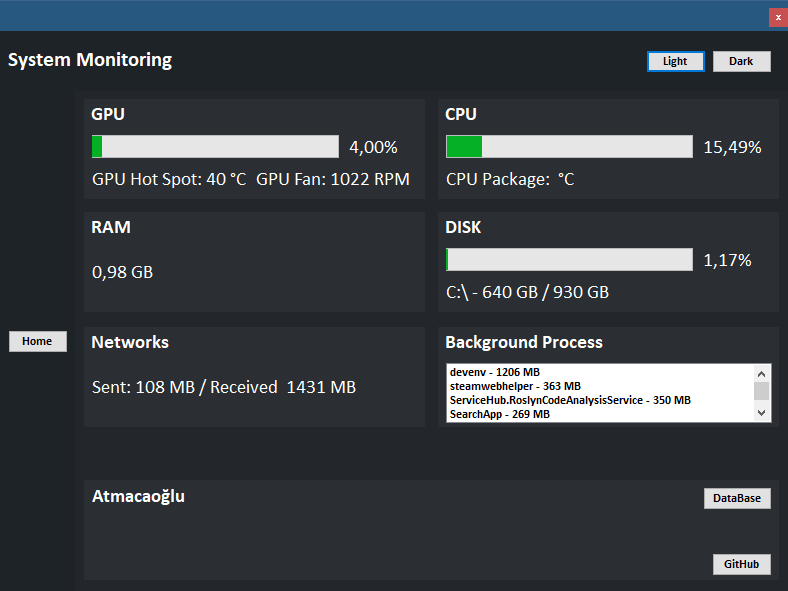 x
System Monitoring
Light
Dark
GPU
4,00%
GPU Hot Spot: 40 °C GPU Fan: 1022 RPM
CPU
15,49%
CPU Package: °C
RAM
0,98 GB
DISK
1,17%
C:\ - 640 GB / 930 GB
Home
Networks
Sent: 108 MB / Received 1431 MB
Background Process
devenv - 1206 MB
steamwebhelper - 363 MB
ServiceHub.RoslynCodeAnalysisService - 350 MB
SearchApp - 269 MB
Atmacaoğlu
DataBase
GitHub